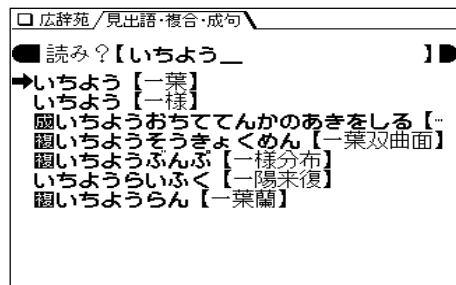 広辞苑/見出語・複合・成句
読み?【いちよう__ 】
➡いちよう【一葉】
いちよう【一様】
成いちようおちててんかのあきをしる【…
複いちようそうきょくめん【一葉双曲面】
複いちようぶんぷ【一様分布】
いちようらいふく【一陽来復】
複いちようらん【一葉蘭】